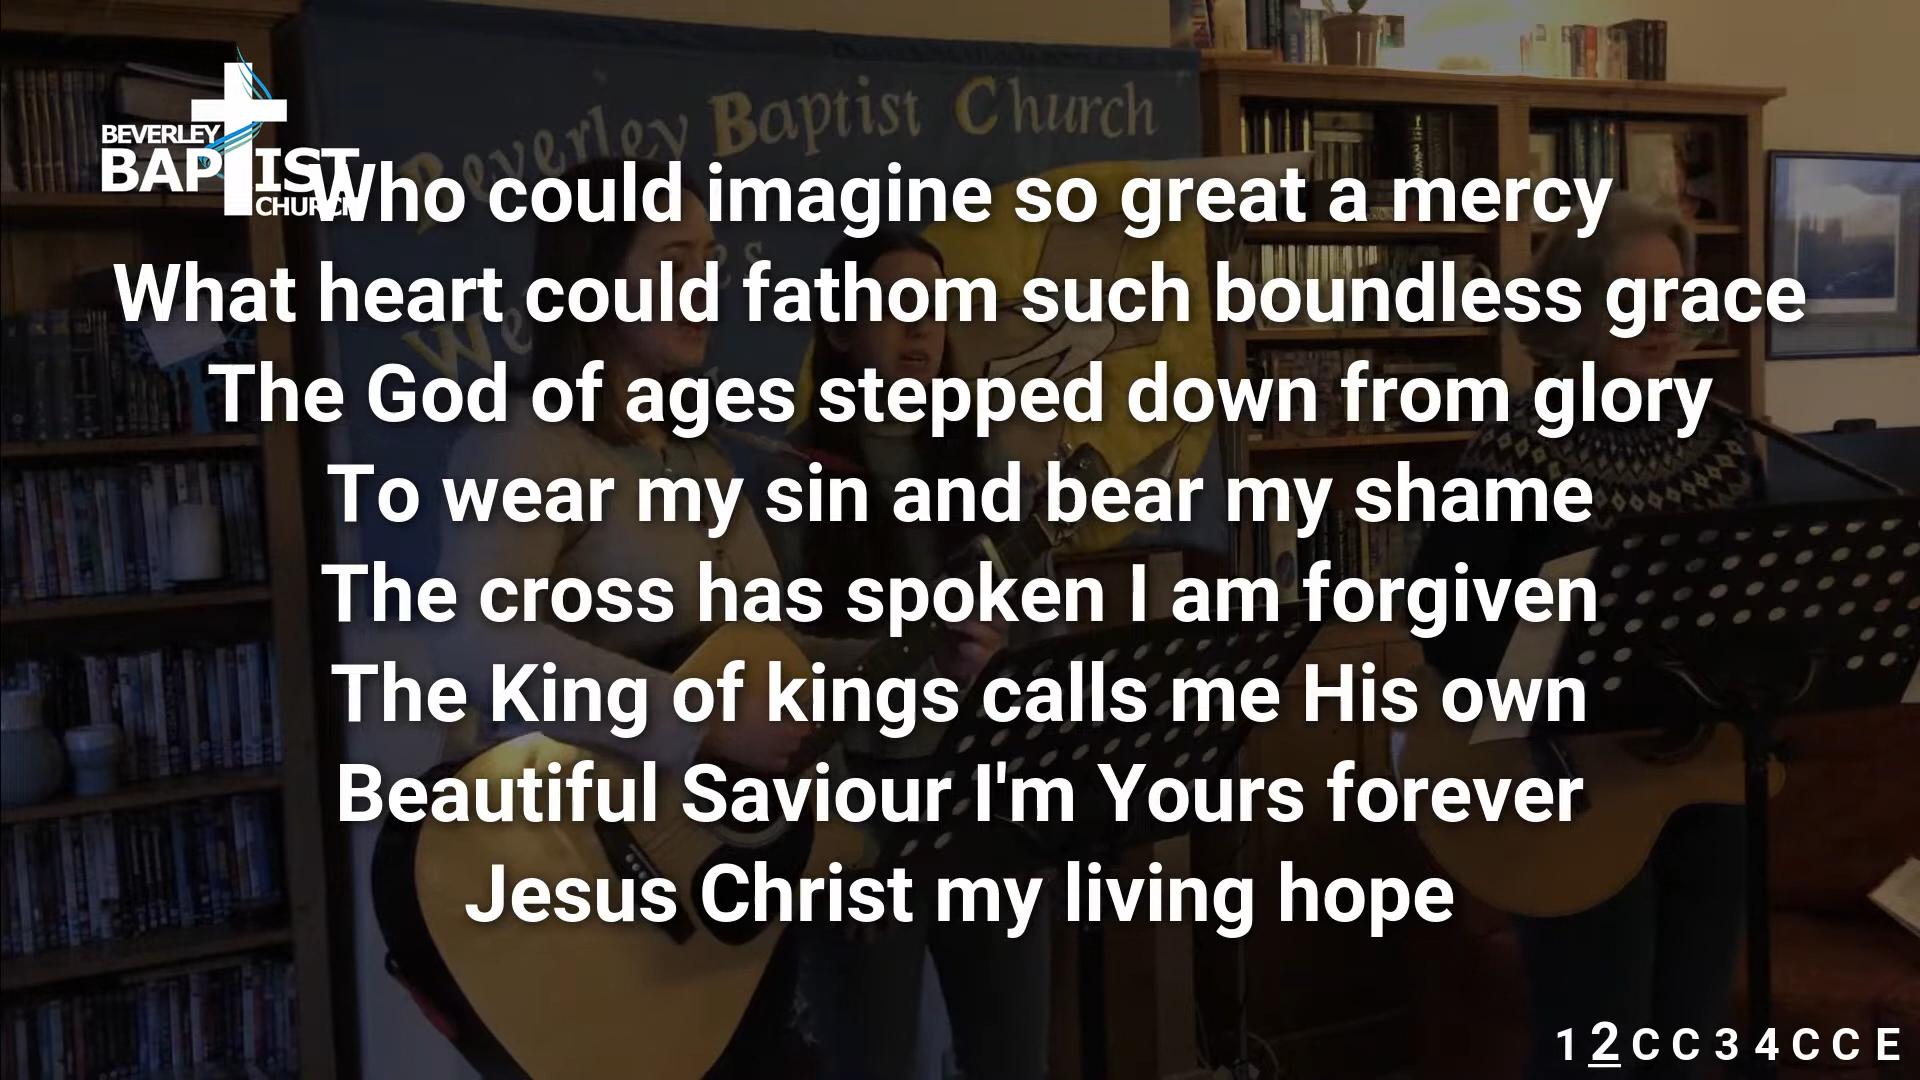 BEVERLEY
BAPTIST
CHURCH
Beverley Baptist Church
We
es
Who could imagine so great a mercy
What heart could fathom such boundless grace
The God of ages stepped down from glory
To wear my sin and bear my shame
The cross has spoken I am forgiven
The King of kings calls me His own
Beautiful Saviour I'm Yours forever
Jesus Christ my living hope
1 2 C C 3 4 C C E